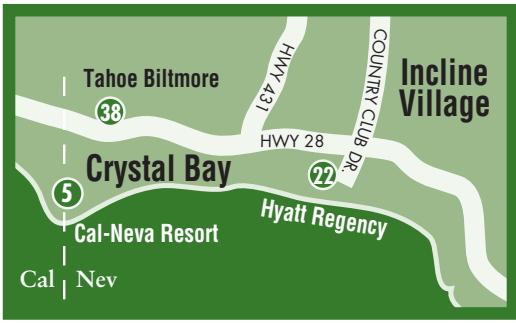 Tahoe Biltmore
38
HWY 431
COUNTRY CLUB DR.
Incline
Village
HWY 28
Crystal Bay
22
5
Hyatt Regency
Cal-Neva Resort
Cal
Nev